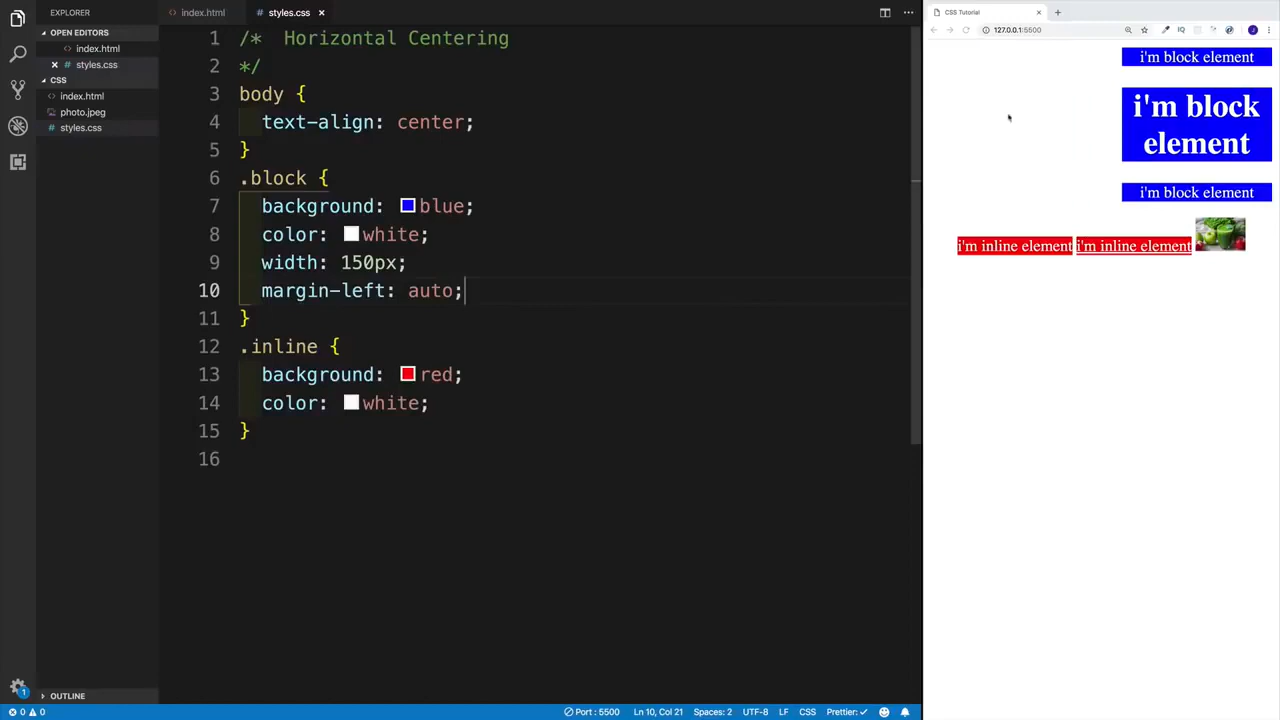 EXPLORER
OPEN EDITORS
index.html
styles.css
CSS
index.html
photo.jpeg
styles.css
OUTLINE
1
index.html
styles.css
1 /* Horizontal Centering
2 */
3 body {
4 text-align: center;
5 }
6 .block {
7 background: blue;
8 color: white;
9 width: 150px;
10 margin-left: auto;
11 }
12 .inline {
13 background: red;
14 color: white;
15 }
16
0 0
Port : 5500 Ln 10, Col 21 Spaces: 2 UTF-8 LF CSS Prettier: ✓
CSS Tutorial
127.0.0.1:5500
IQ
J
i'm block element
i'm block
element
i'm block element
i'm inline element i'm inline element